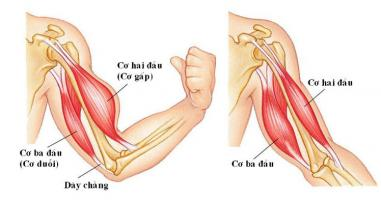 Cơ hai đầu
(Cơ gấp)
Cơ ba đầu
(Cơ duỗi)
Dây chằng
Cơ hai đầu
Cơ ba đầu